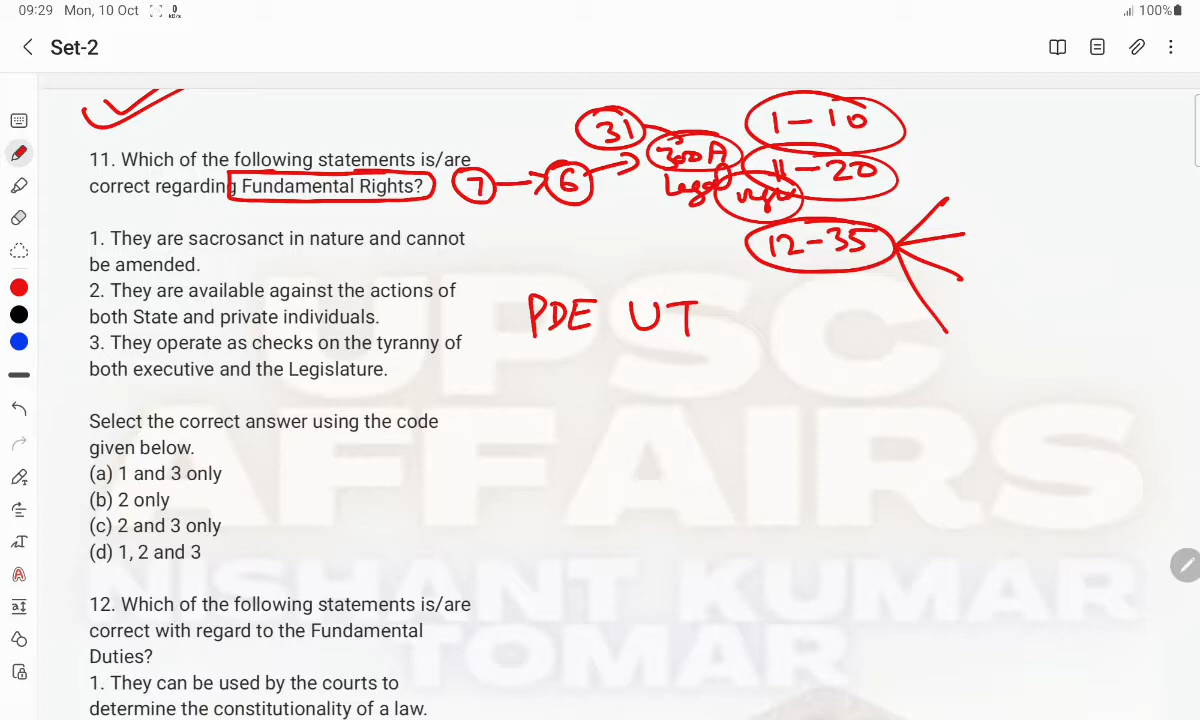 09:29 Mon, 10 Oct 0 KB/s 100%
Set-2
11. Which of the following statements is/are
correct regarding Fundamental Rights?
7 → 6 → 31 300A
Legal right
1-10
11-20
12-35
1. They are sacrosanct in nature and cannot
be amended.
2. They are available against the actions of
both State and private individuals.
3. They operate as checks on the tyranny of
both executive and the Legislature.
PDE UT
Select the correct answer using the code
given below.
(a) 1 and 3 only
(b) 2 only
(c) 2 and 3 only
(d) 1, 2 and 3
12. Which of the following statements is/are
correct with regard to the Fundamental
Duties?
1. They can be used by the courts to
determine the constitutionality of a law.
UPSC
AFFAIRS
NISHANT KUMAR
TOMAR